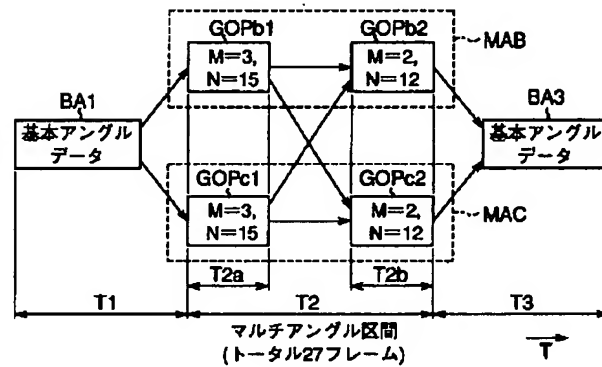 GOPb1
GOPb2
MAB
M=3,
N=15
M=2,
N=12
BA1
BA3
基本アングル
データ
基本アングル
データ
GOPc1
GOPc2
M=3,
N=15
M=2,
N=12
MAC
T2a
T2b
T1
T2
T3
マルチアングル区間
(トータル27フレーム)
T